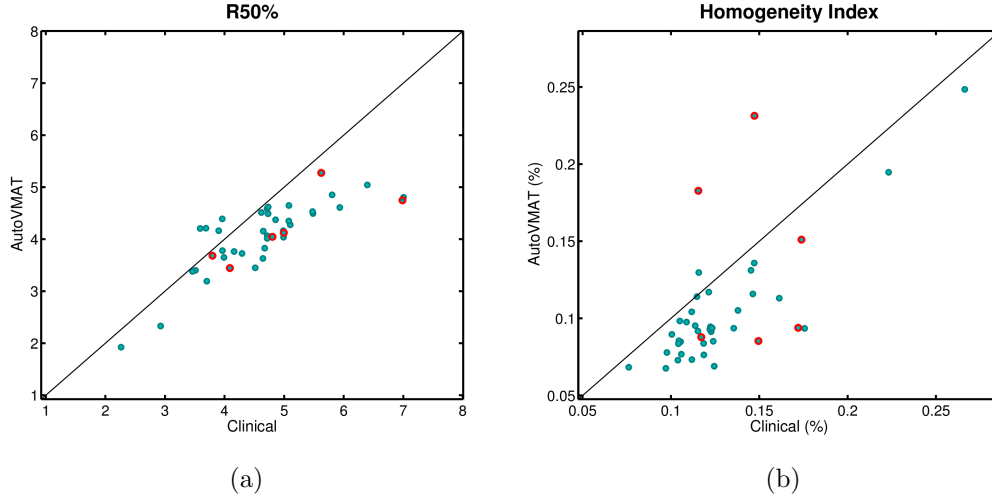 R50%
8
7
6
5
4
3
2
1
AutoVMAT
1 2 3 4 5 6 7 8
Clinical
(a)
Homogeneity Index
0.25
0.2
0.15
0.1
0.05
AutoVMAT (%)
0.05 0.1 0.15 0.2 0.25
Clinical (%)
(b)